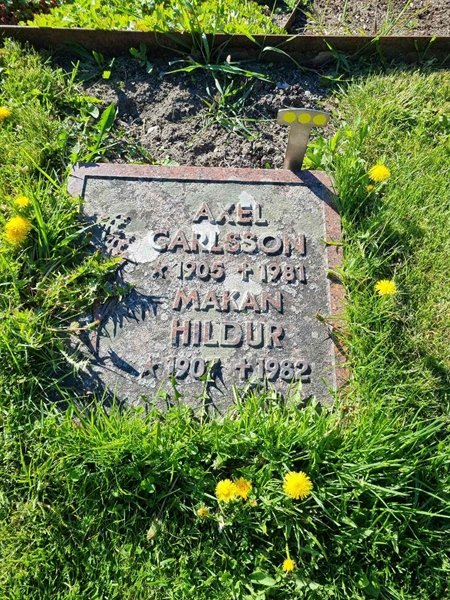 AXEL
CARLSSON
* 1905 + 1981
MAKAN
HILDUR
+ 1982